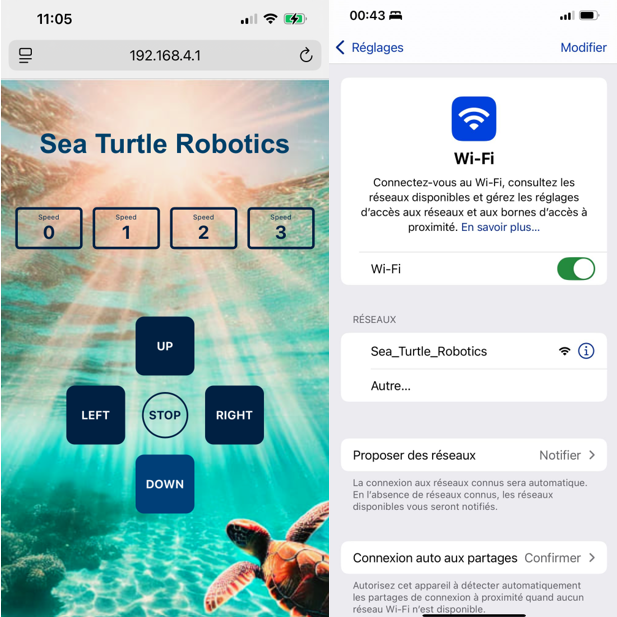 11:05
192.168.4.1
Sea Turtle Robotics
Speed
0
Speed
1
Speed
2
Speed
3
UP
LEFT
STOP
RIGHT
DOWN
00:43
Réglages
Modifier
Wi-Fi
Connectez-vous au Wi-Fi, consultez les
réseaux disponibles et gérez les réglages
d'accès aux réseaux et aux bornes d'accès à
proximité. En savoir plus...
Wi-Fi
RÉSEAUX
Sea_Turtle_Robotics
Autre...
Proposer des réseaux Notifier
La connexion aux réseaux connus sera automatique.
En l'absence de réseaux connus, les réseaux
disponibles vous seront notifiés.
Connexion auto aux partages Confirmer
Autorisez cet appareil à détecter automatiquement
les partages de connexion à proximité quand aucun
réseau Wi-Fi n'est disponible.